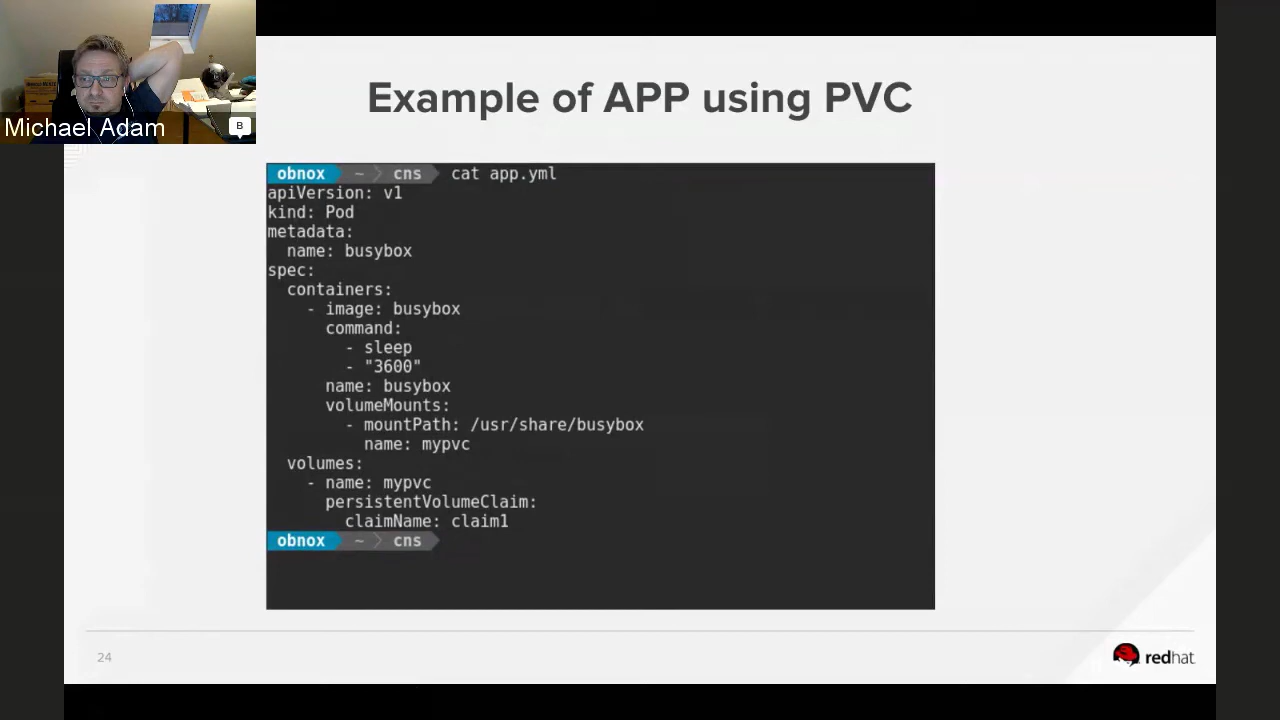 Michael Adam
B
Example of APP using PVC
obnox ~ cns cat app.yml
apiVersion: v1
kind: Pod
metadata:
  name: busybox
spec:
  containers:
    - image: busybox
      command:
        - sleep
        - "3600"
      name: busybox
      volumeMounts:
        - mountPath: /usr/share/busybox
          name: mypvc
  volumes:
    - name: mypvc
      persistentVolumeClaim:
        claimName: claim1
obnox ~ cns
24
redhat